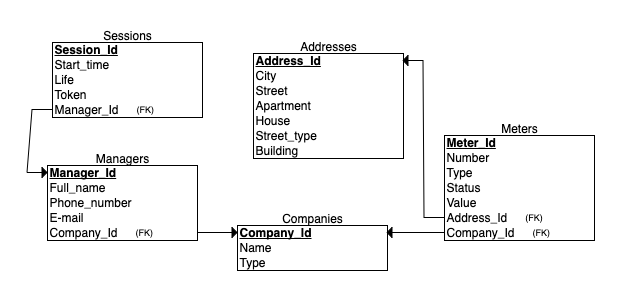 Sessions
Session_Id
Start_time
Life
Token
Manager_Id (FK)
Addresses
Address_Id
City
Street
Apartment
House
Street_type
Building
Meters
Meter_Id
Number
Type
Status
Value
Address_Id (FK)
Company_Id (FK)
Managers
Manager_Id
Full_name
Phone_number
E-mail
Company_Id (FK)
Companies
Company_Id
Name
Type